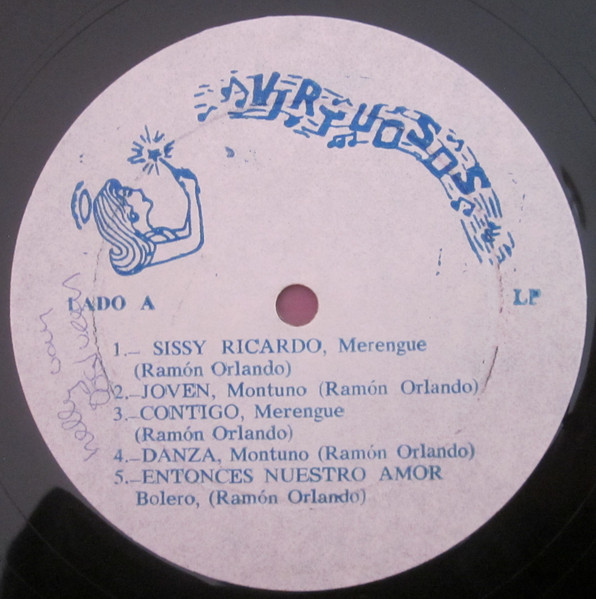 VIRTUOSOS
LADO A
LP
1.– SISSY RICARDO, Merengue
(Ramón Orlando)
2.–JOVEN, Montuno (Ramón Orlando)
3.–CONTIGO, Merengue
(Ramón Orlando)
4.–DANZA, Montuno (Ramón Orlando)
5.–ENTONCES NUESTRO AMOR
Bolero, (Ramón Orlando)
nelly